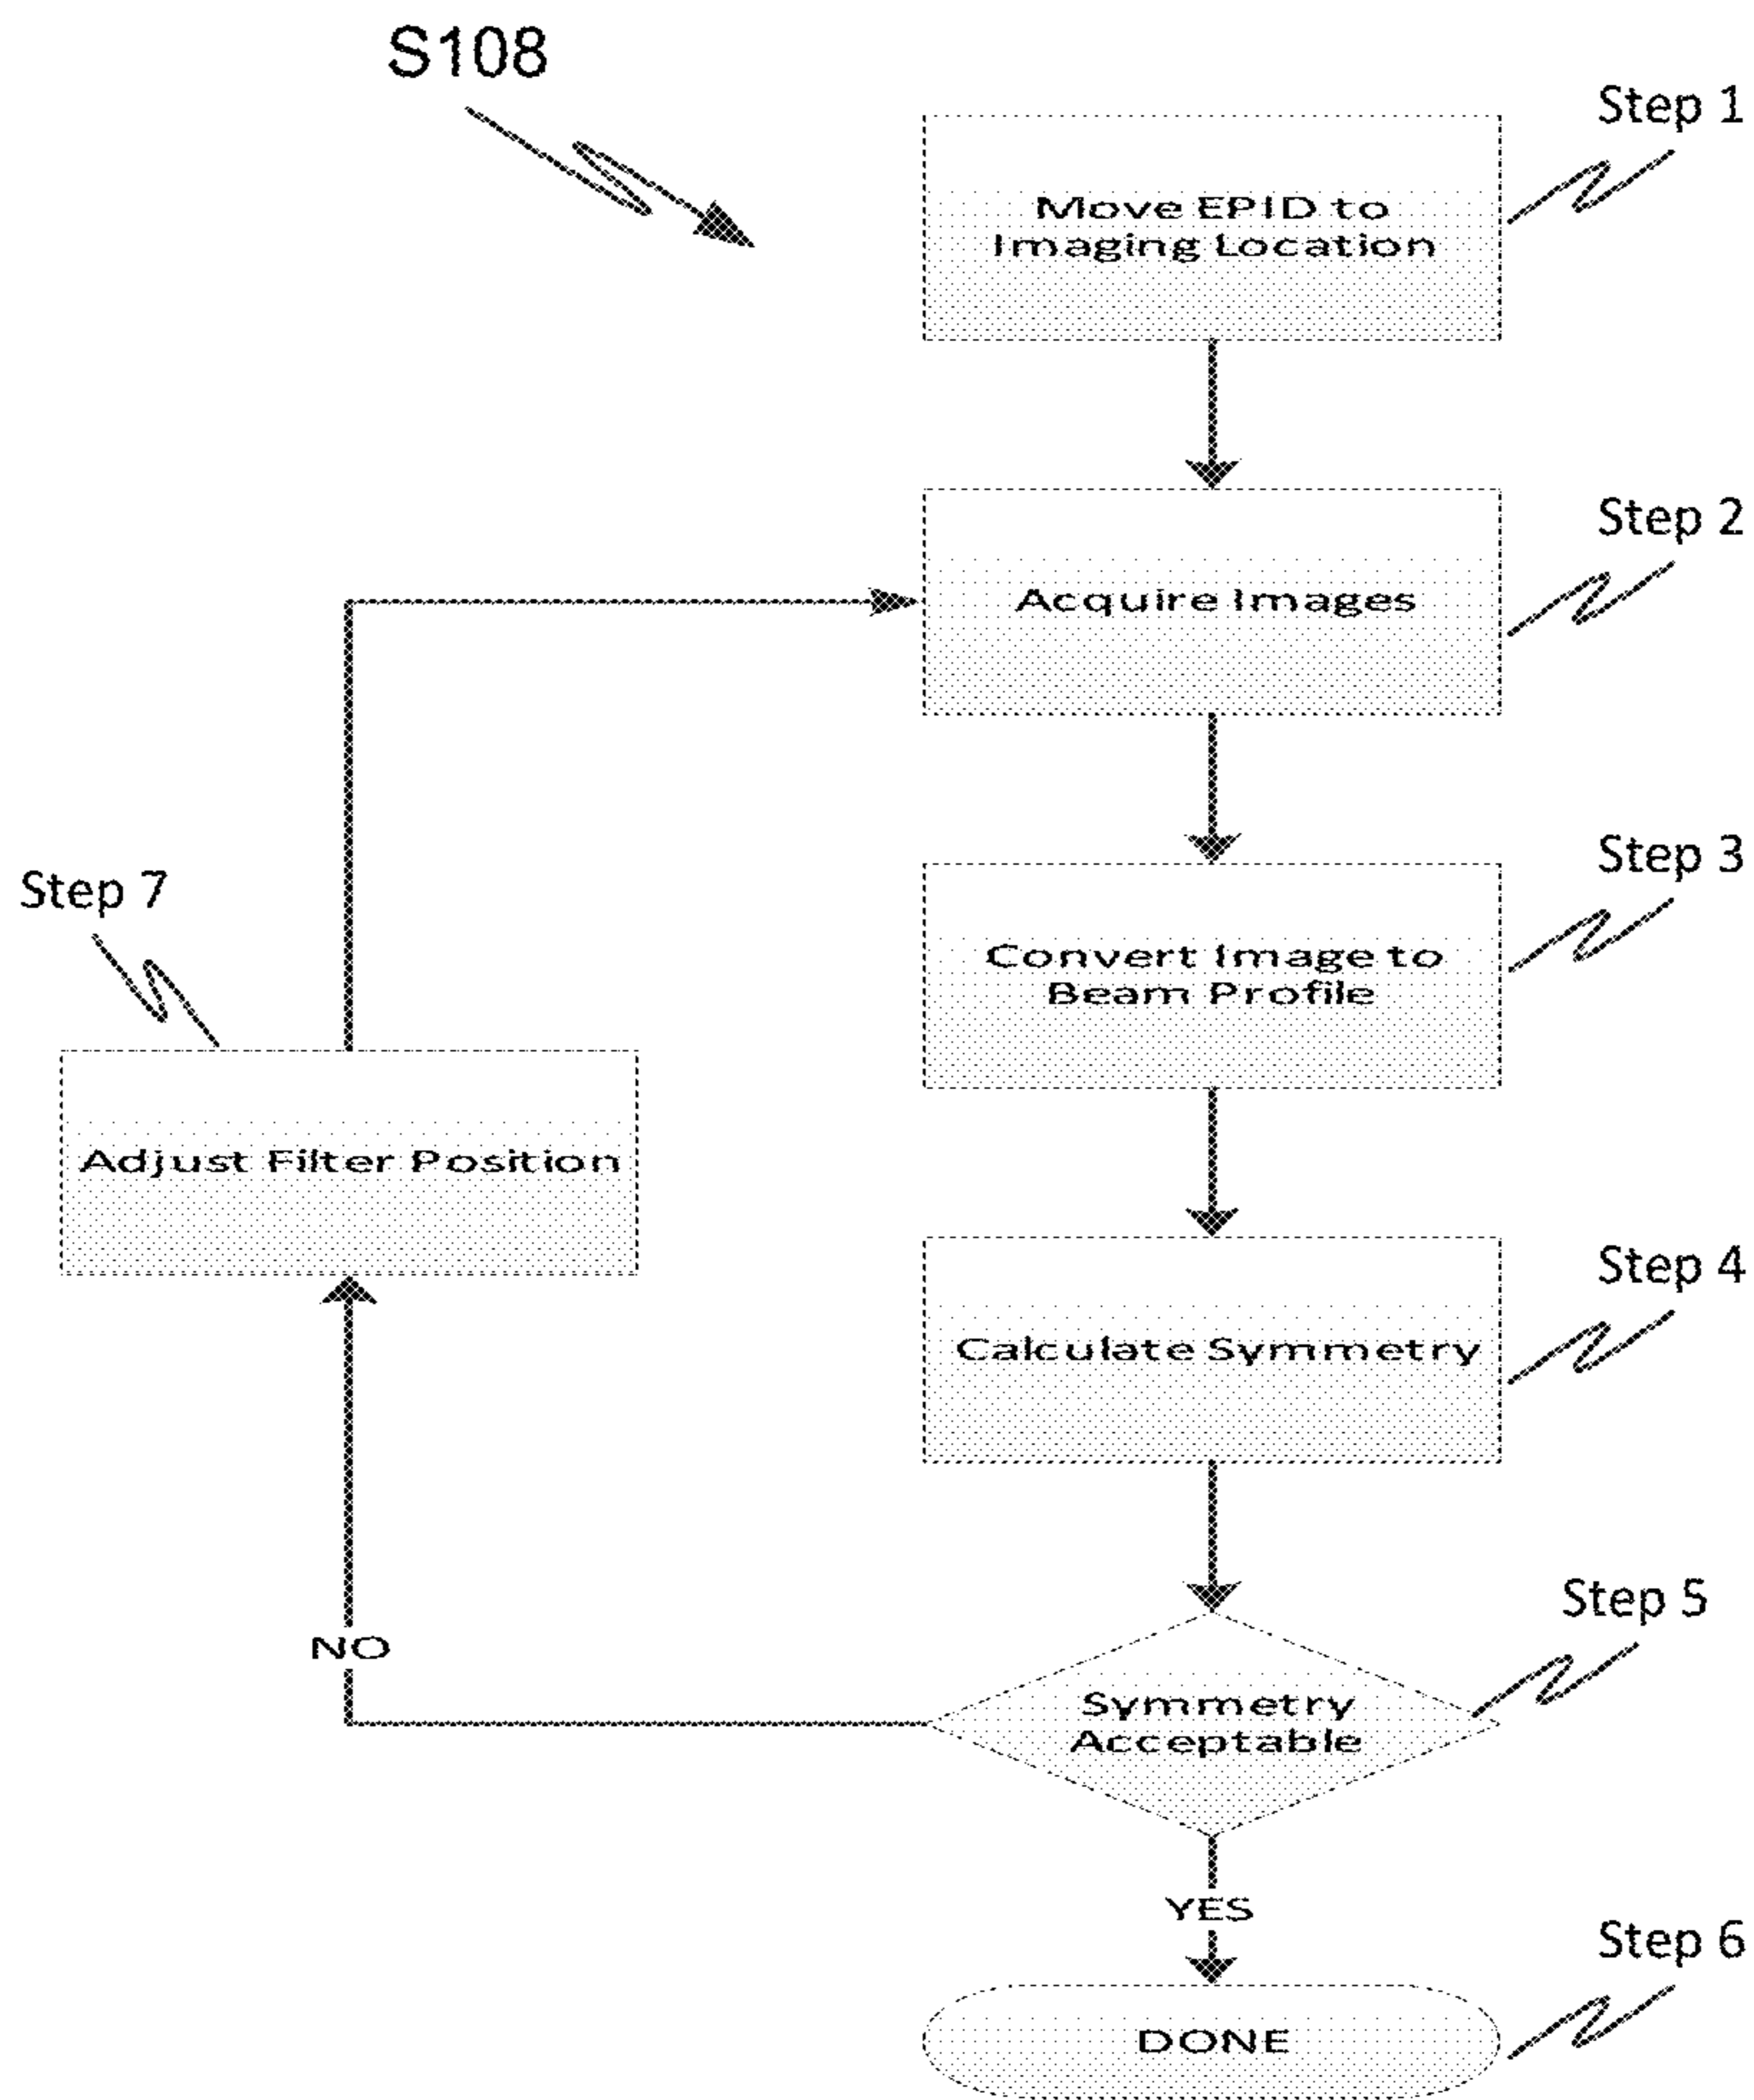 S108
Step 1
Move EPID to
Imaging Location
Step 2
Acquire Images
Step 3
Convert Image to
Beam Profile
Step 7
Adjust Filter Position
Step 4
Calculate Symmetry
Step 5
Symmetry
Acceptable
NO
YES
Step 6
DONE